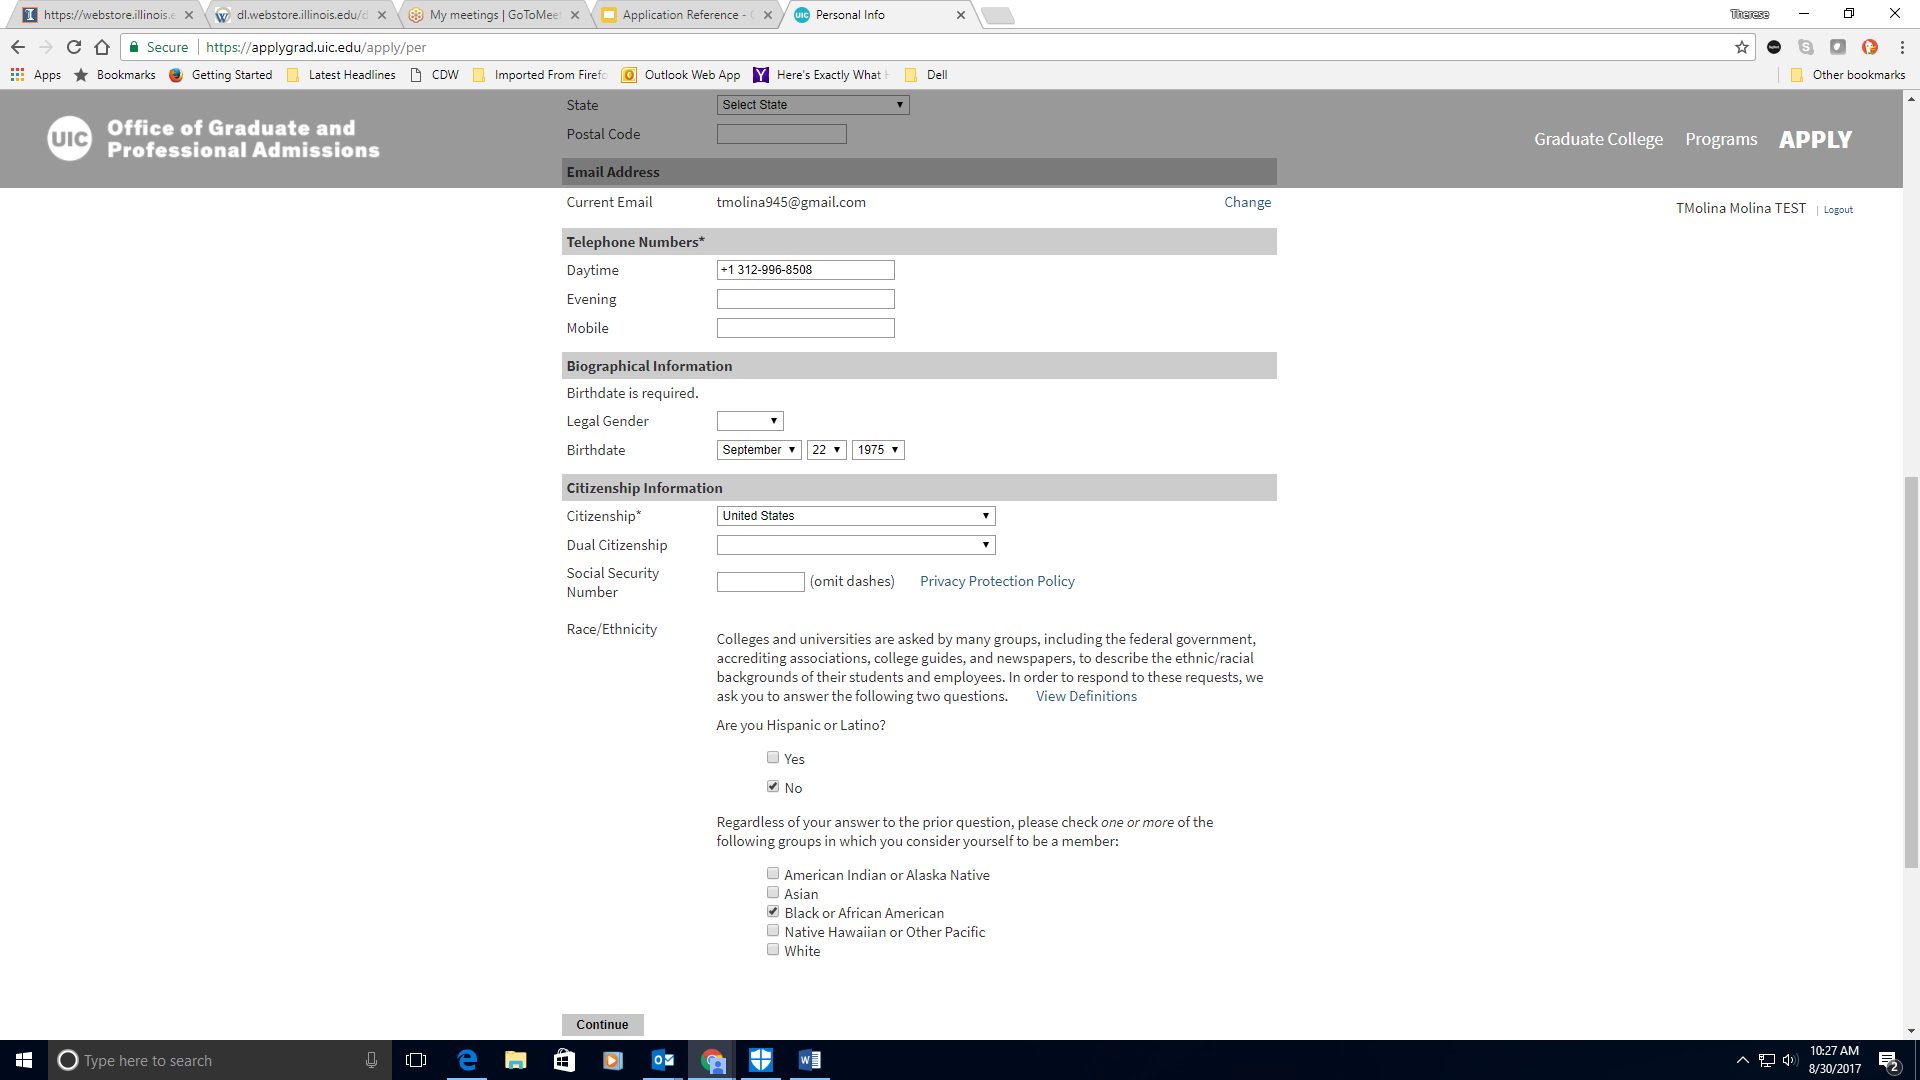 https://webstore.illinois.e
dl.webstore.illinois.edu/d
My meetings | GoToMee
Application Reference - 
Personal Info
Therese
Secure
https://applygrad.uic.edu/apply/per
Apps
Bookmarks
Getting Started
Latest Headlines
CDW
Imported From Firefo
Outlook Web App
Here's Exactly What H
Dell
Other bookmarks
UIC
Office of Graduate and
Professional Admissions
Graduate College
Programs
APPLY
TMolina Molina TEST | Logout
State
Select State
Postal Code
Email Address
Current Email
tmolina945@gmail.com
Change
Telephone Numbers*
Daytime
+1 312-996-8508
Evening
Mobile
Biographical Information
Birthdate is required.
Legal Gender
Birthdate
September
22
1975
Citizenship Information
Citizenship*
United States
Dual Citizenship
Social Security
Number
(omit dashes)
Privacy Protection Policy
Race/Ethnicity
Colleges and universities are asked by many groups, including the federal government,
accrediting associations, college guides, and newspapers, to describe the ethnic/racial
backgrounds of their students and employees. In order to respond to these requests, we
ask you to answer the following two questions. View Definitions
Are you Hispanic or Latino?
Yes
No
Regardless of your answer to the prior question, please check one or more of the
following groups in which you consider yourself to be a member:
American Indian or Alaska Native
Asian
Black or African American
Native Hawaiian or Other Pacific
White
Continue
Type here to search
10:27 AM
8/30/2017
2